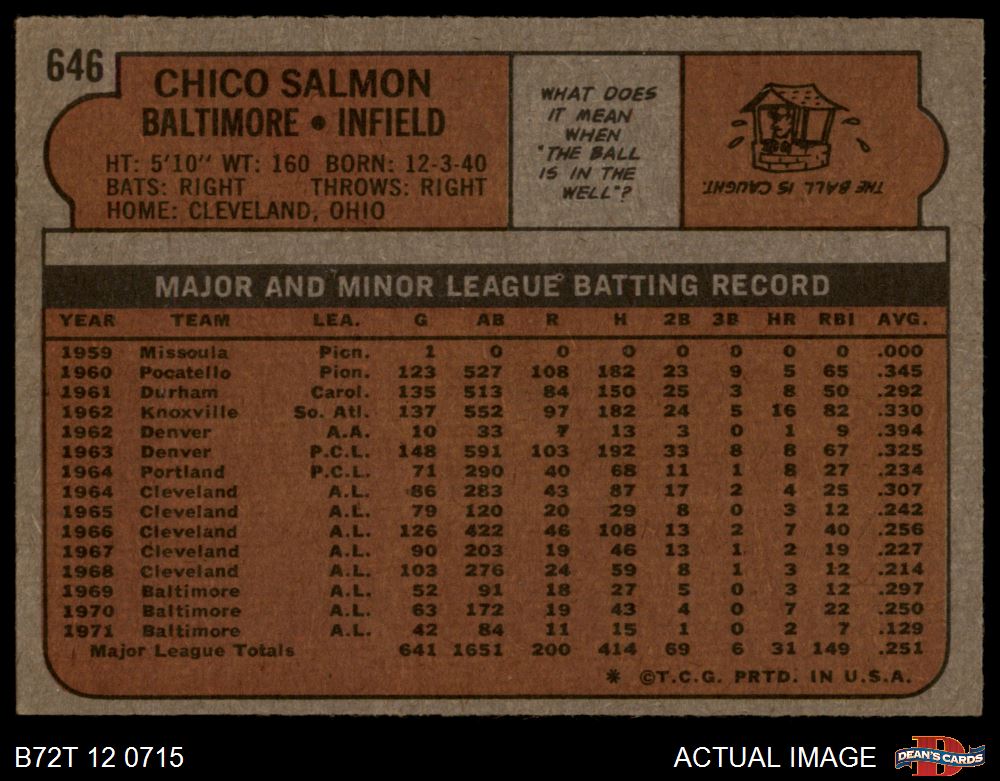 646
CHICO SALMON
BALTIMORE • INFIELD
HT: 5'10" WT: 160 BORN: 12-3-40
BATS: RIGHT THROWS: RIGHT
HOME: CLEVELAND, OHIO
WHAT DOES
IT MEAN
WHEN
"THE BALL
IS IN THE
WELL"?
THE BALL IS CAUGHT.
MAJOR AND MINOR LEAGUE BATTING RECORD
YEAR TEAM LEA. G AB R H 2B 3B HR RBI AVG.
1959 Missoula Pion. 1 0 0 0 0 0 0 0 .000
1960 Pocatello Pion. 123 527 108 182 23 9 5 65 .345
1961 Durham Carol. 135 513 84 150 25 3 8 50 .292
1962 Knoxville So. Atl. 137 552 97 182 24 5 16 82 .330
1962 Denver A.A. 10 33 7 13 3 0 1 9 .394
1963 Denver P.C.L. 148 591 103 192 33 8 8 67 .325
1964 Portland P.C.L. 71 290 40 68 11 1 8 27 .234
1964 Cleveland A.L. 86 283 43 87 17 2 4 25 .307
1965 Cleveland A.L. 79 120 20 29 8 0 3 12 .242
1966 Cleveland A.L. 126 422 46 108 13 2 7 40 .256
1967 Cleveland A.L. 90 203 19 46 13 1 2 19 .227
1968 Cleveland A.L. 103 276 24 59 8 1 3 12 .214
1969 Baltimore A.L. 52 91 18 27 5 0 3 12 .297
1970 Baltimore A.L. 63 172 19 43 4 0 7 22 .250
1971 Baltimore A.L. 42 84 11 15 1 0 2 7 .129
Major League Totals 641 1651 200 414 69 6 31 149 .251
* ©T.C.G. PRTD. IN U.S.A.
B72T 12 0715
ACTUAL IMAGE
D
DEAN'S CARDS